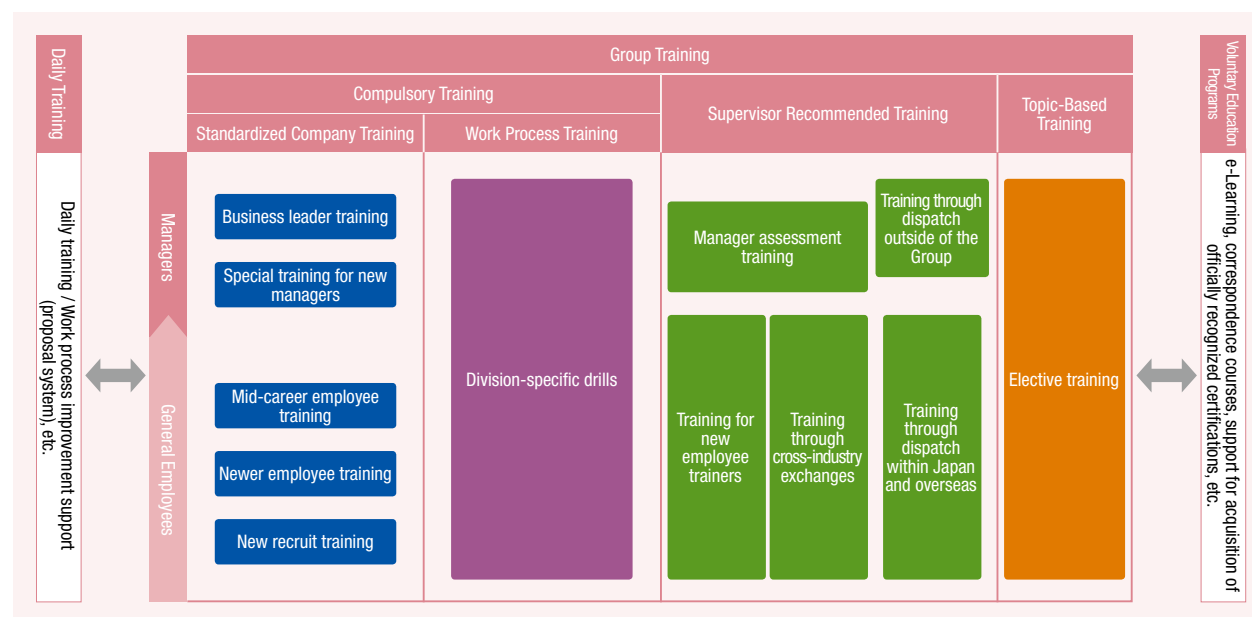 Daily Training
Daily training / Work process improvement support
(proposal system), etc.
Group Training
Compulsory Training
Supervisor Recommended Training
Topic-Based
Training
Standardized Company Training
Work Process Training
Managers
General Employees
Business leader training
Special training for new
managers
Mid-career employee
training
Newer employee training
New recruit training
Division-specific drills
Manager assessment
training
Training through
dispatch
outside of the
Group
Training for
new
employee
trainers
Training
through
cross-industry
exchanges
Training
through
dispatch
within Japan
and overseas
Elective training
Voluntary Education
Programs
e-Learning, correspondence courses, support for acquisition of
officially recognized certifications, etc.